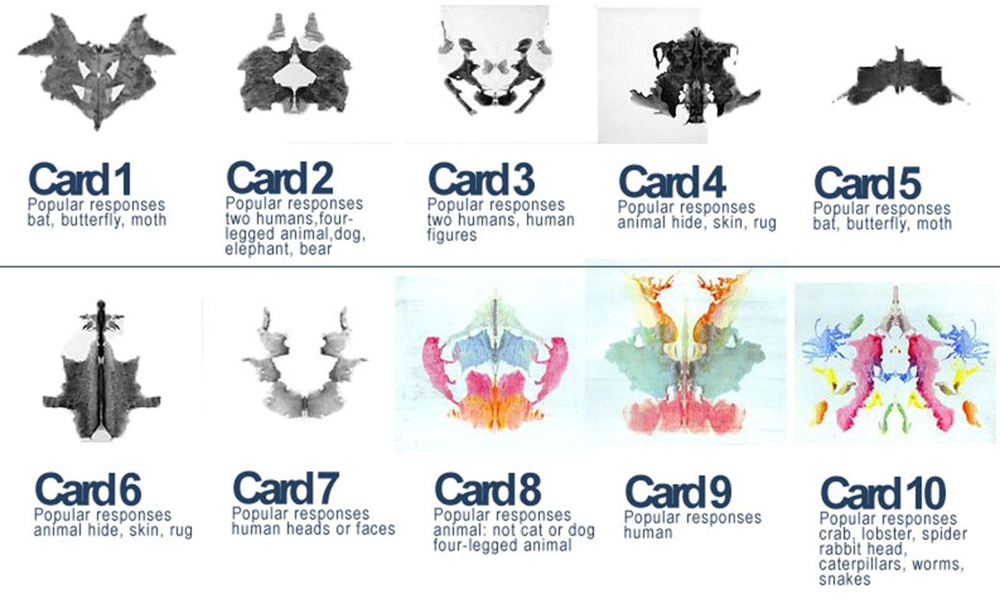 Card 1
Popular responses
bat, butterfly, moth
Card 2
Popular responses
two humans,four-
legged animal,dog,
elephant, bear
Card 3
Popular responses
two humans, human
figures
Card 4
Popular responses
animal hide, skin, rug
Card 5
Popular responses
bat, butterfly, moth
Card 6
Popular responses
animal hide, skin, rug
Card 7
Popular responses
human heads or faces
Card 8
Popular responses
animal: not cat or dog
four-legged animal
Card 9
Popular responses
human
Card 10
Popular responses
crab, lobster, spider
rabbit head,
caterpillars, worms,
snakes